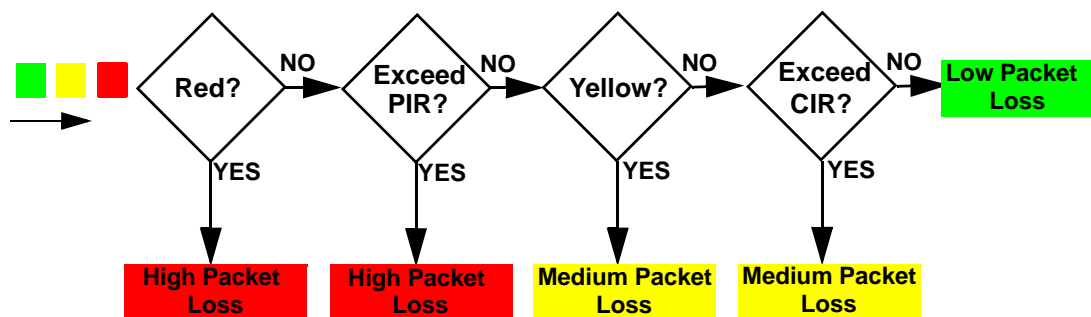 Red?
NO
Exceed
PIR?
NO
Yellow?
NO
Exceed
CIR?
NO
Low Packet
Loss
YES
YES
YES
YES
High Packet
Loss
High Packet
Loss
Medium Packet
Loss
Medium Packet
Loss